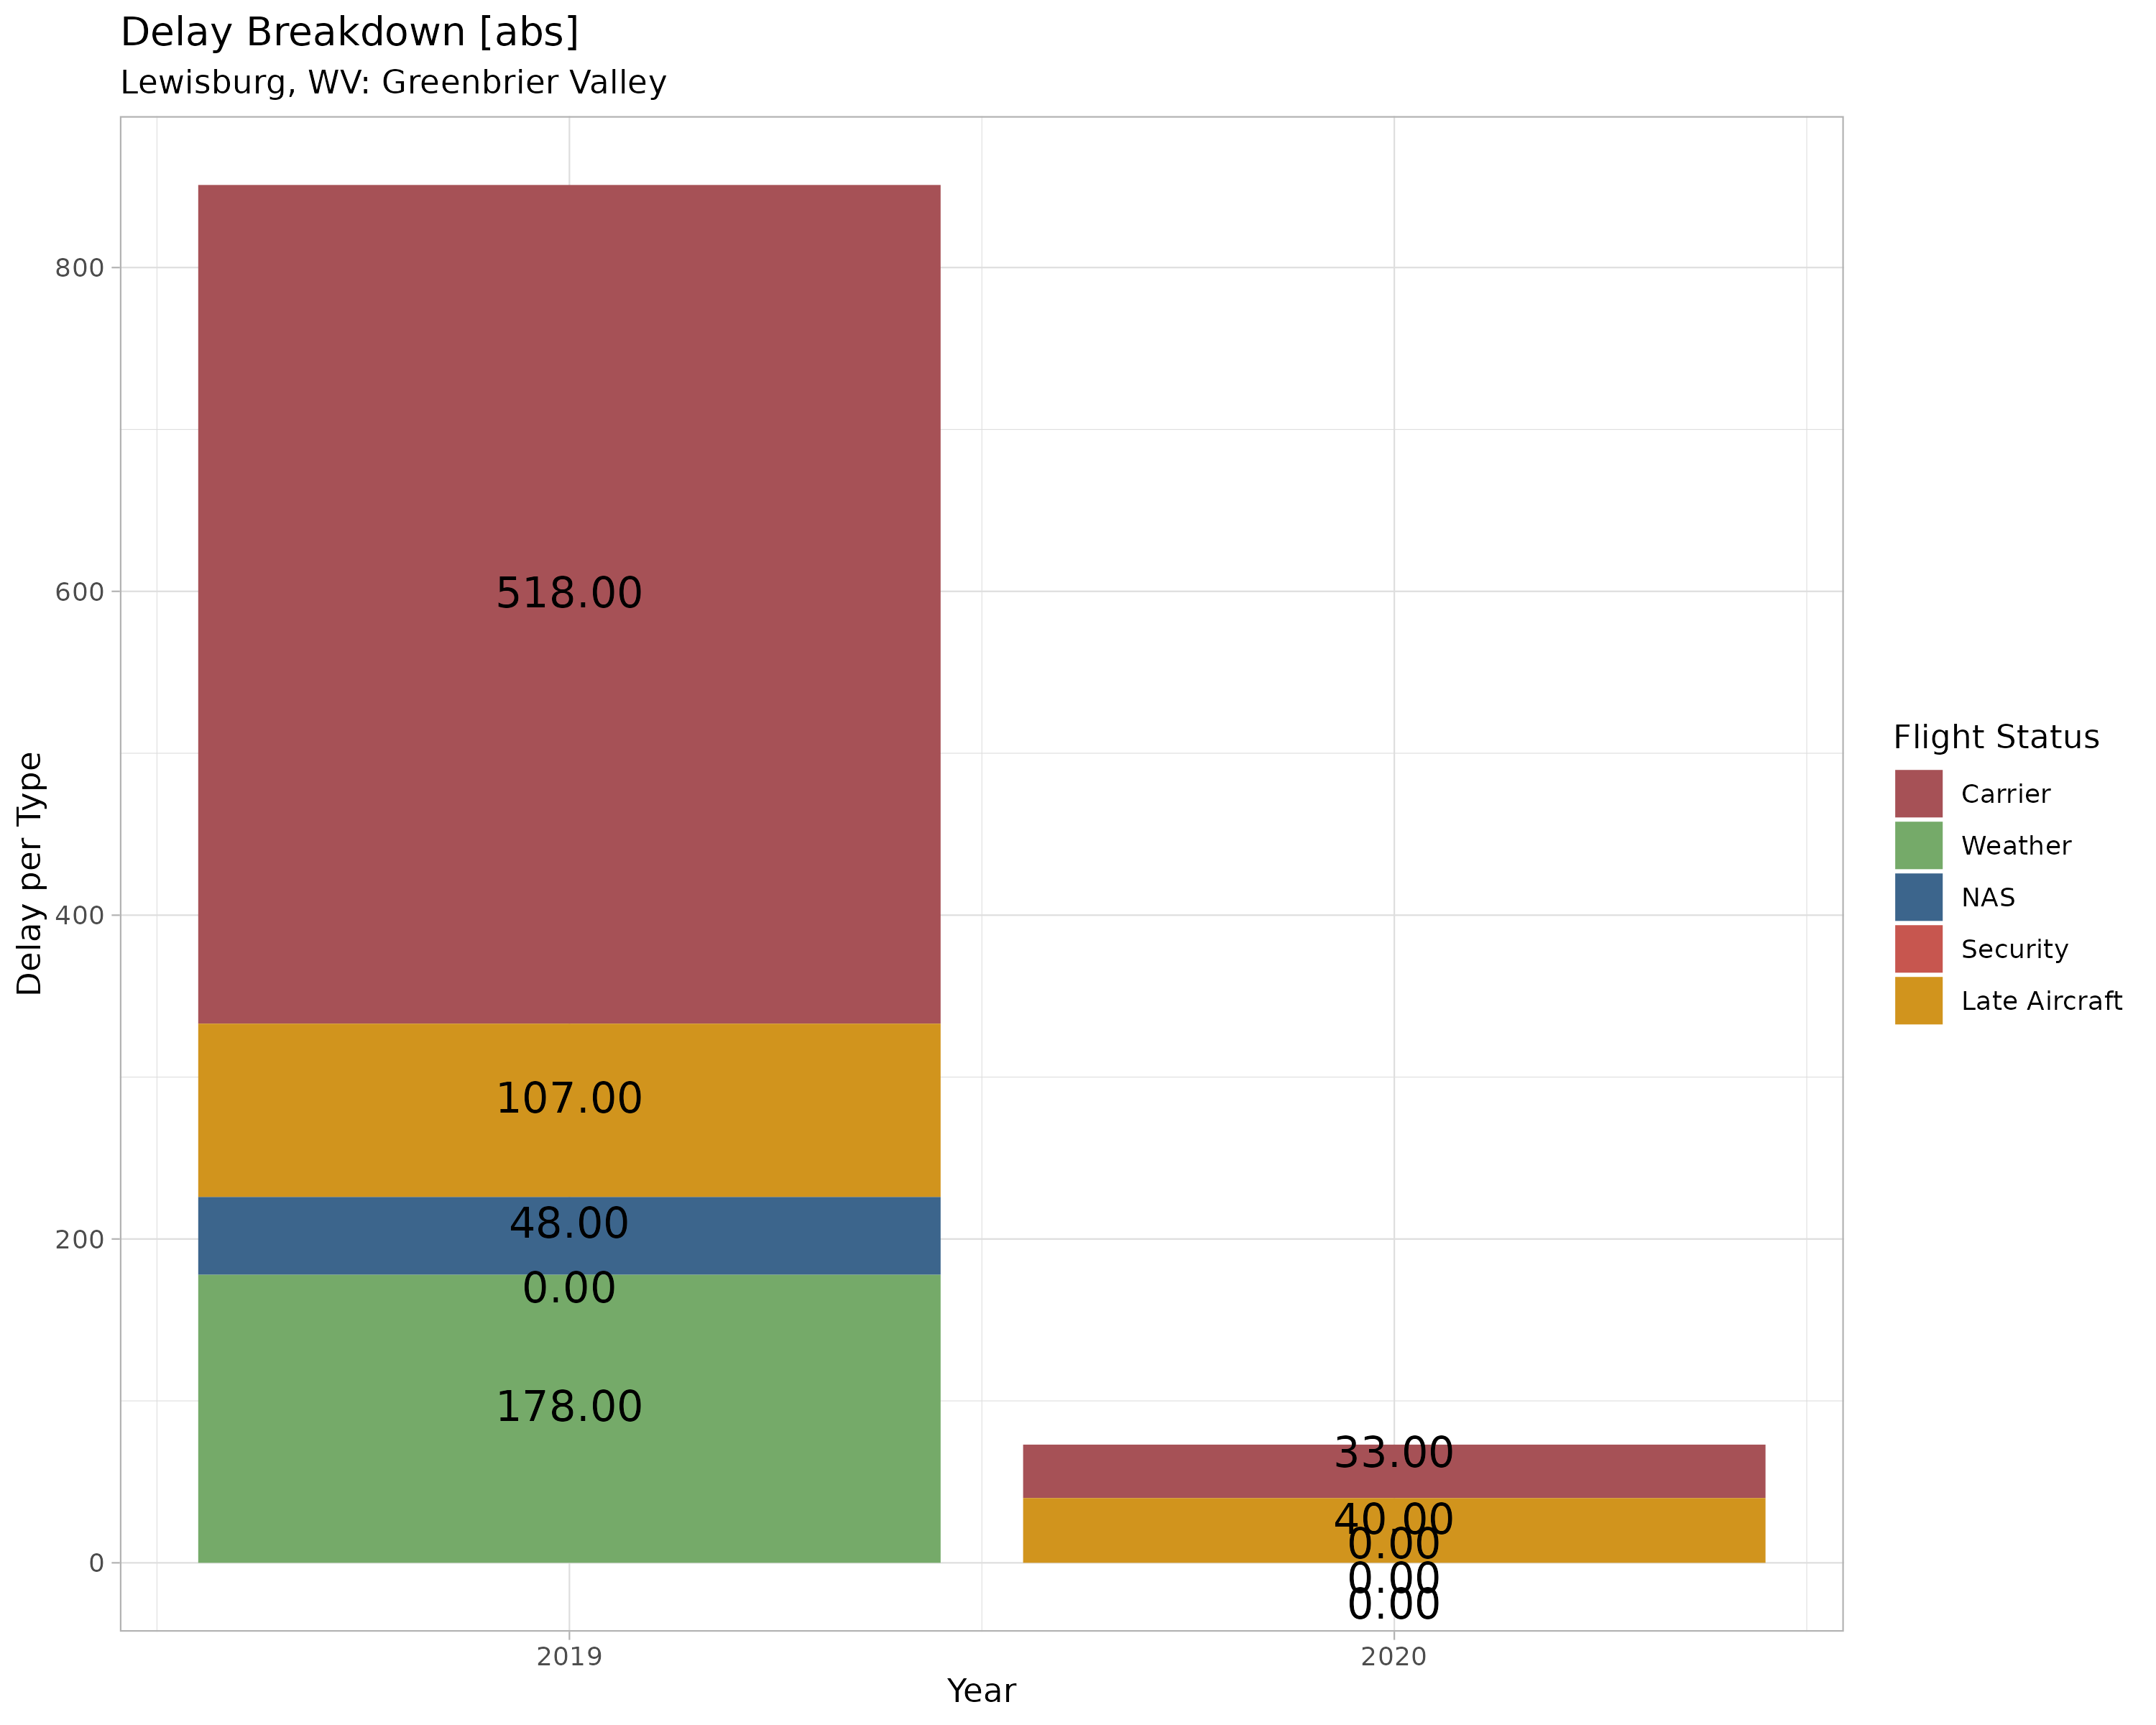 Delay Breakdown [abs]
Lewisburg, WV: Greenbrier Valley
Delay per Type
800
600
400
200
0
518.00
107.00
48.00
0.00
178.00
33.00
40.00
0.00
0.00
0.00
2019
2020
Year
Flight Status
Carrier
Weather
NAS
Security
Late Aircraft